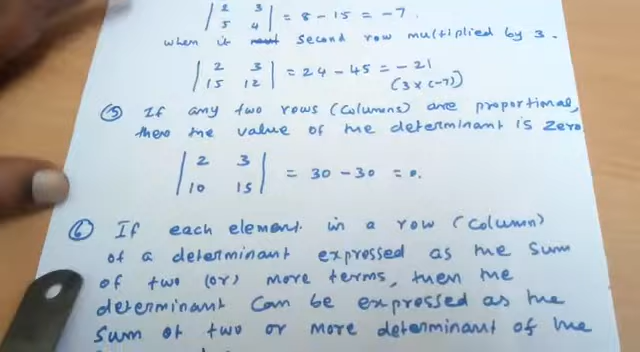 | 2 3 |
| 5 4 | = 8 - 15 = -7.
when it second row multiplied by 3.
| 2 3 |
| 15 12 | = 24 - 45 = -21
(3 x (-7))
⑤ If any two rows (Columns) are proportional,
then the value of the determinant is zero.
| 2 3 |
| 10 15 | = 30 - 30 = 0.
⑥ If each element in a row (column)
of a determinant expressed as the sum
of two (or) more terms, then the
determinant can be expressed as the
sum of two or more determinant of the